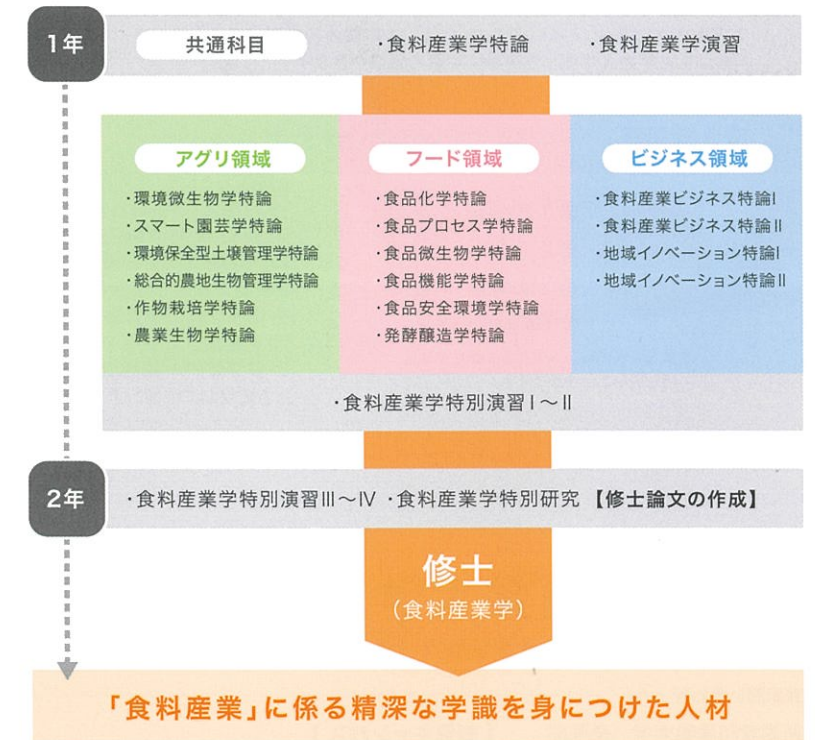 1年
共通科目 ・食料産業学特論 ・食料産業学演習
アグリ領域
・環境微生物学特論
・スマート園芸学特論
・環境保全型土壌管理学特論
・総合的農地生物管理学特論
・作物栽培学特論
・農業生物学特論
フード領域
・食品化学特論
・食品プロセス学特論
・食品微生物学特論
・食品機能学特論
・食品安全環境学特論
・発酵醸造学特論
ビジネス領域
・食料産業ビジネス特論Ⅰ
・食料産業ビジネス特論Ⅱ
・地域イノベーション特論Ⅰ
・地域イノベーション特論Ⅱ
・食料産業学特別演習Ⅰ～Ⅱ
2年
・食料産業学特別演習Ⅲ～Ⅳ ・食料産業学特別研究 【修士論文の作成】
修士
（食料産業学）
「食料産業」に係る精深な学識を身につけた人材